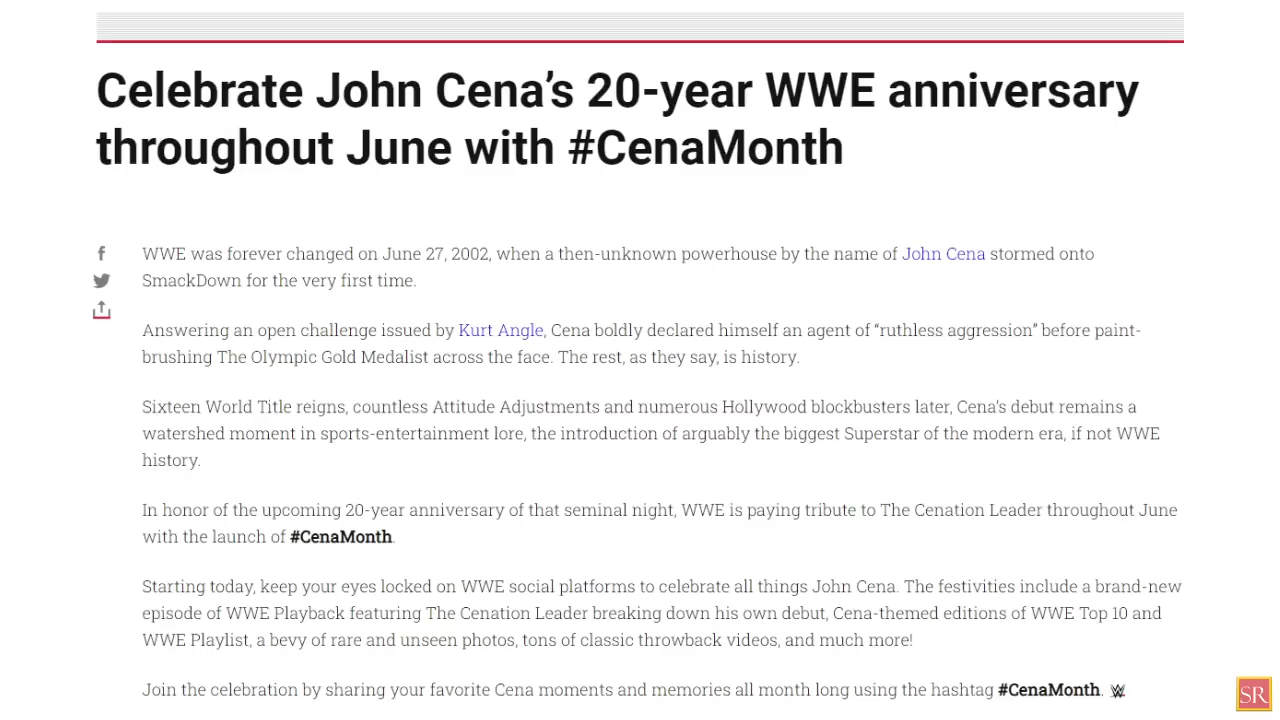 Celebrate John Cena’s 20-year WWE anniversary
throughout June with #CenaMonth
WWE was forever changed on June 27, 2002, when a then-unknown powerhouse by the name of John Cena stormed onto
SmackDown for the very first time.
Answering an open challenge issued by Kurt Angle, Cena boldly declared himself an agent of “ruthless aggression” before paint-
brushing The Olympic Gold Medalist across the face. The rest, as they say, is history.
Sixteen World Title reigns, countless Attitude Adjustments and numerous Hollywood blockbusters later, Cena’s debut remains a
watershed moment in sports-entertainment lore, the introduction of arguably the biggest Superstar of the modern era, if not WWE
history.
In honor of the upcoming 20-year anniversary of that seminal night, WWE is paying tribute to The Cenation Leader throughout June
with the launch of #CenaMonth.
Starting today, keep your eyes locked on WWE social platforms to celebrate all things John Cena. The festivities include a brand-new
episode of WWE Playback featuring The Cenation Leader breaking down his own debut, Cena-themed editions of WWE Top 10 and
WWE Playlist, a bevy of rare and unseen photos, tons of classic throwback videos, and much more!
Join the celebration by sharing your favorite Cena moments and memories all month long using the hashtag #CenaMonth.
SR